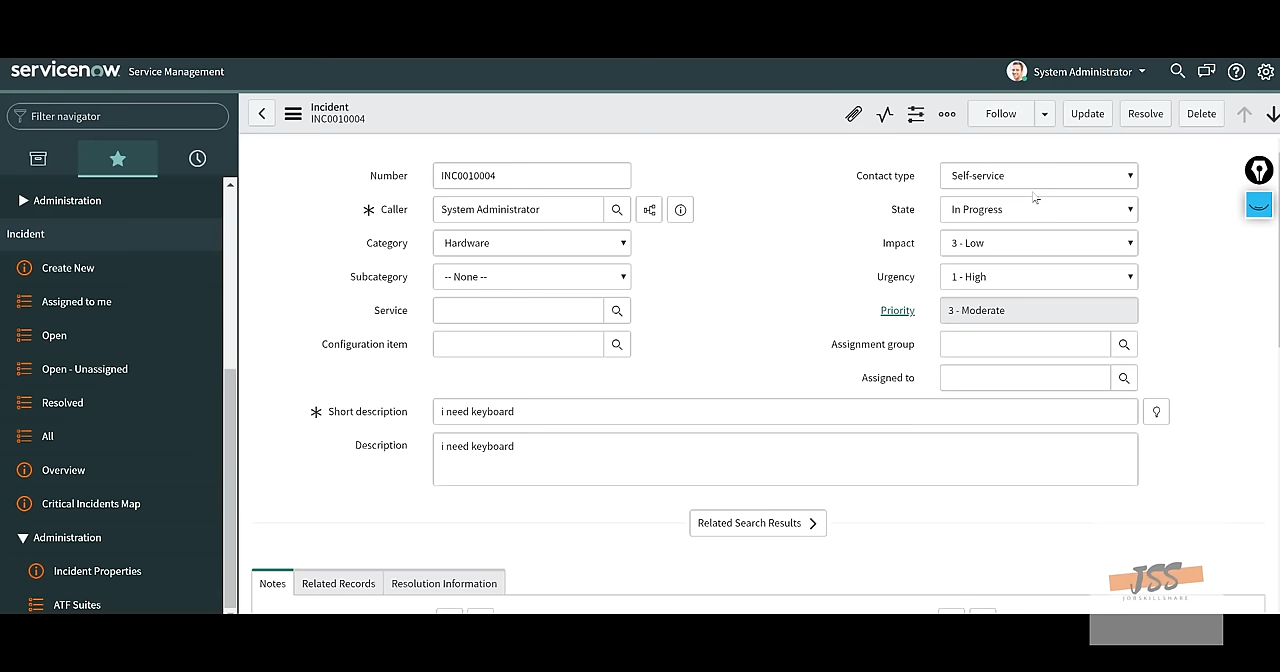 servicenow Service Management
System Administrator
Filter navigator
Incident
INC0010004
Follow
Update
Resolve
Delete
Administration
Incident
Create New
Assigned to me
Open
Open - Unassigned
Resolved
All
Overview
Critical Incidents Map
Administration
Incident Properties
ATF Suites
Number INC0010004
Caller System Administrator
Category Hardware
Subcategory -- None --
Service
Configuration item
Contact type Self-service
State In Progress
Impact 3 - Low
Urgency 1 - High
Priority 3 - Moderate
Assignment group
Assigned to
Short description i need keyboard
Description i need keyboard
Related Search Results
Notes Related Records Resolution Information
JSS
JOBSKILLSHARE